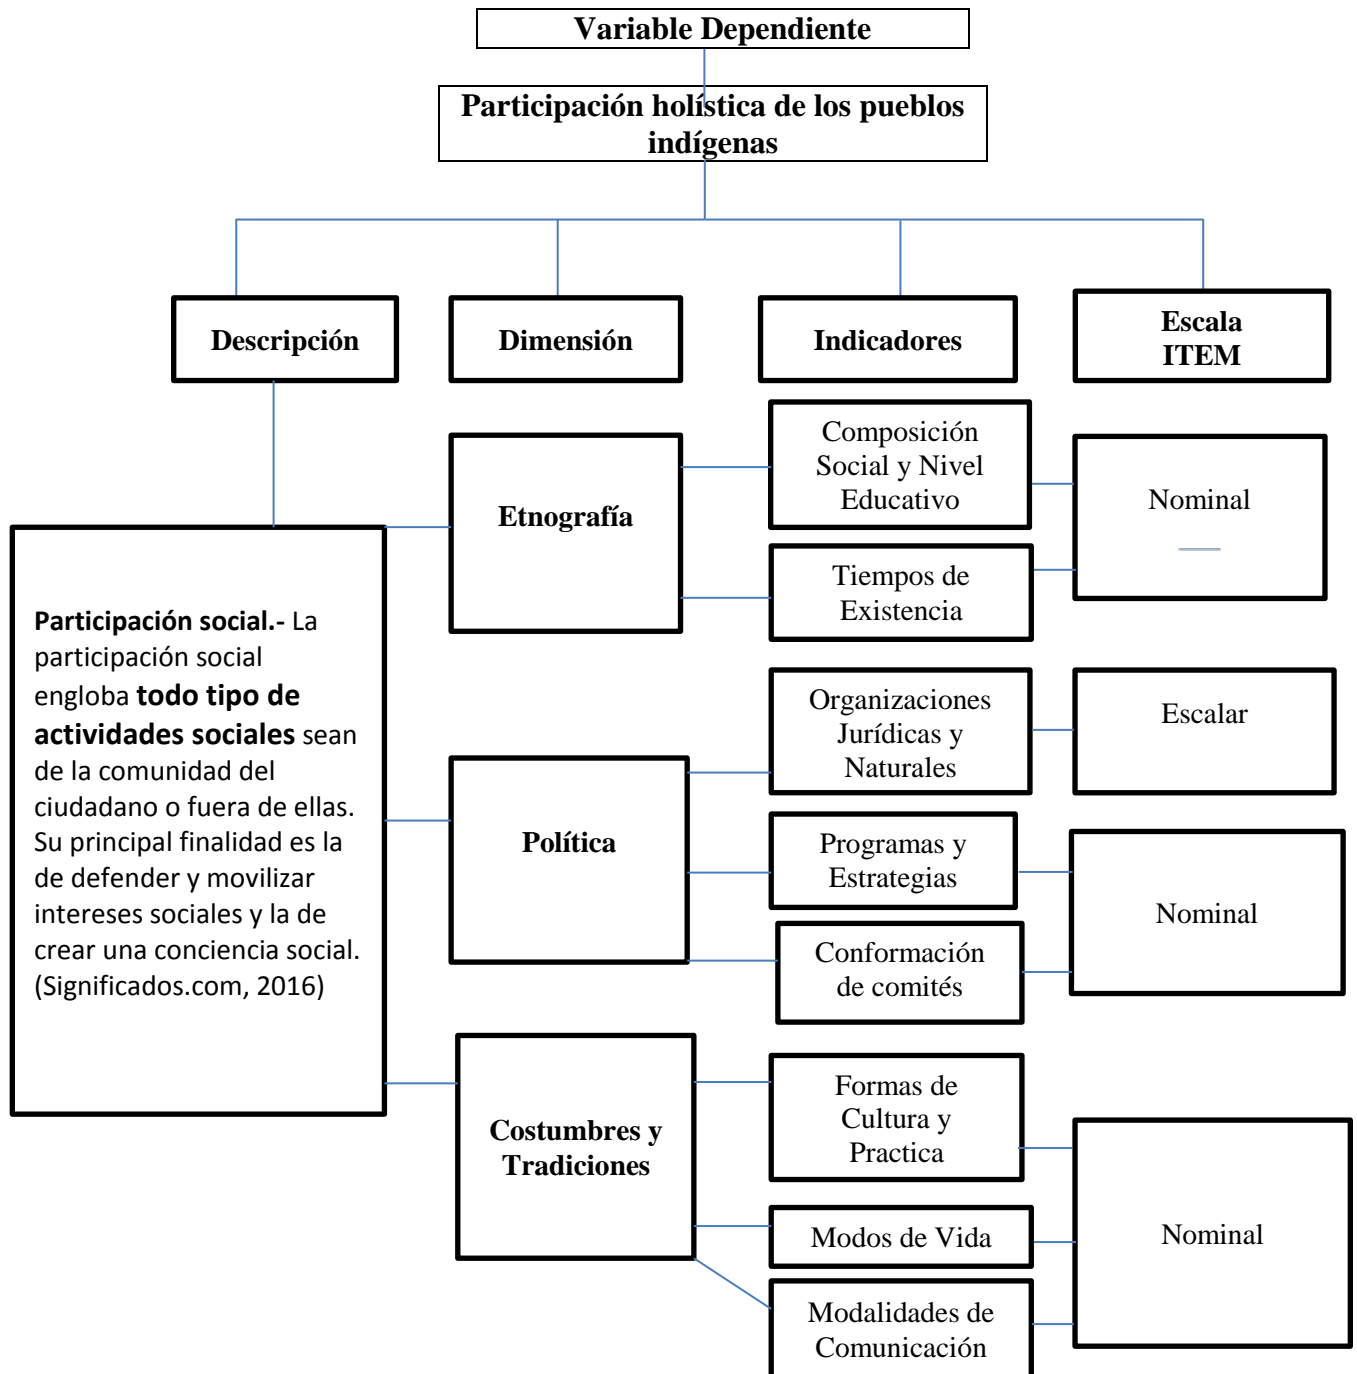 Variable Dependiente
Participación holística de los pueblos
indígenas
Descripción
Dimensión
Indicadores
Escala
ITEM
Participación social.- La
participación social
engloba todo tipo de
actividades sociales sean
de la comunidad del
ciudadano o fuera de ellas.
Su principal finalidad es la
de defender y movilizar
intereses sociales y la de
crear una conciencia social.
(Significados.com, 2016)
Etnografía
Composición
Social y Nivel
Educativo
Tiempos de
Existencia
Nominal
Política
Organizaciones
Jurídicas y
Naturales
Escalar
Programas y
Estrategias
Conformación
de comités
Nominal
Costumbres y
Tradiciones
Formas de
Cultura y
Practica
Modos de Vida
Modalidades de
Comunicación
Nominal